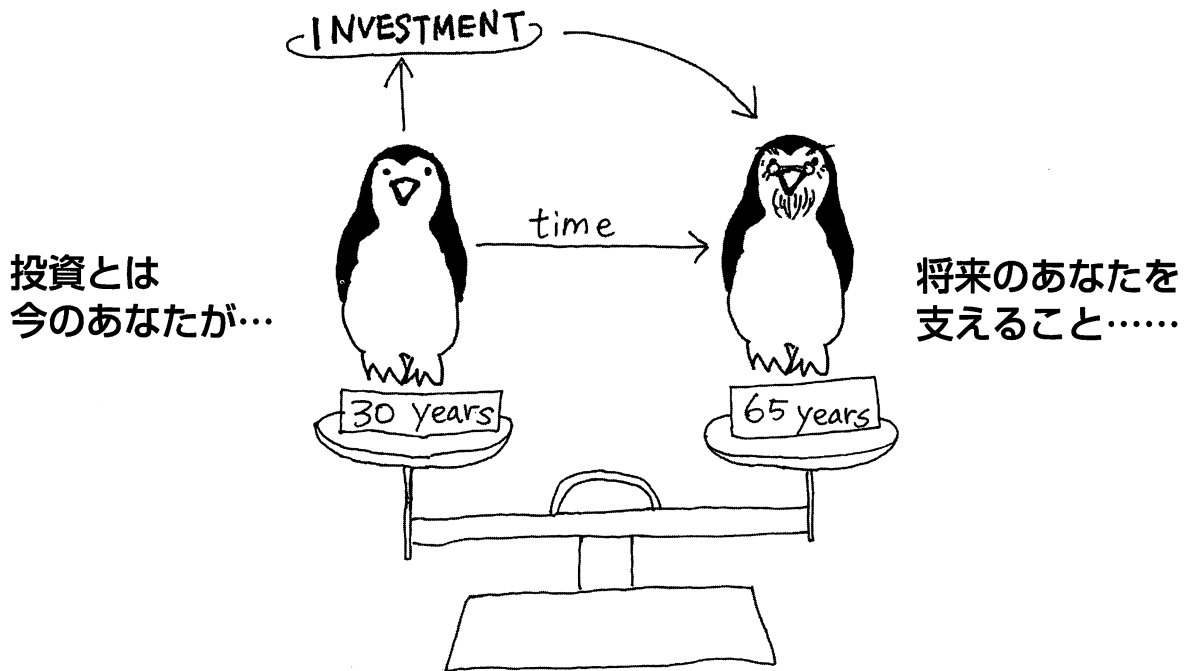 INVESTMENT
time
投資とは
今のあなたが…
将来のあなたを
支えること……
30 years
65 years